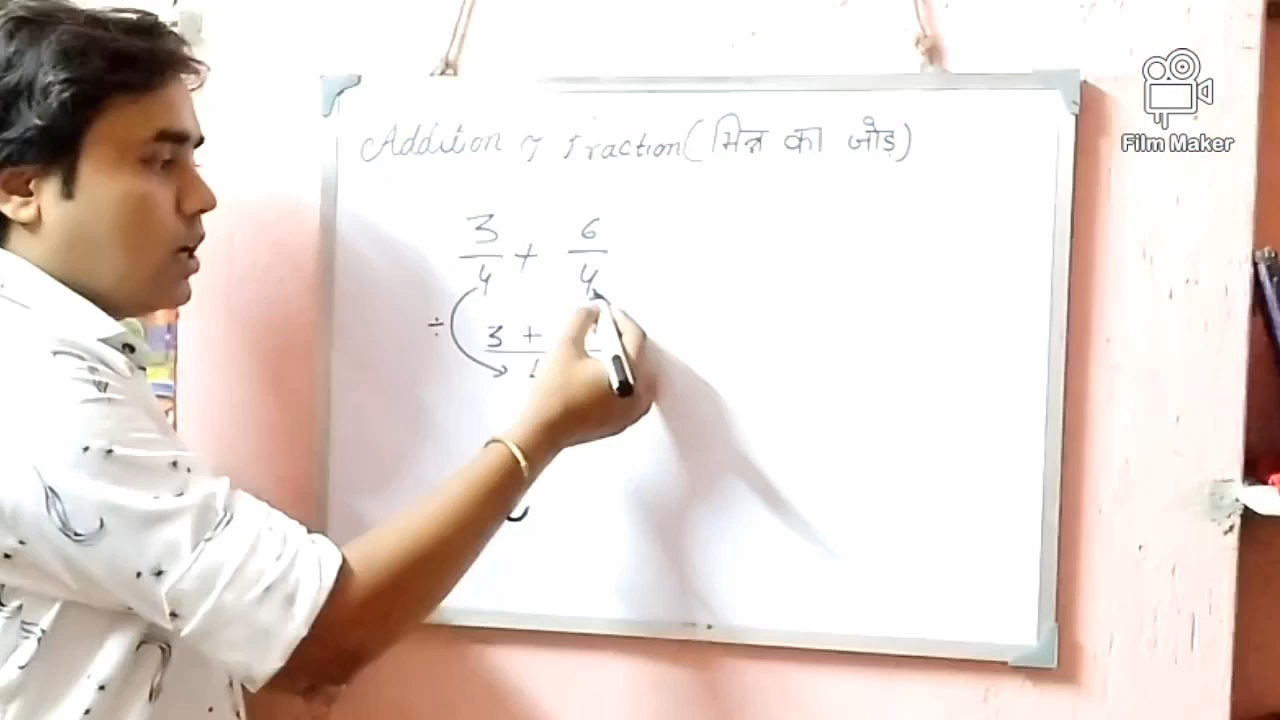 Addition of Fraction (भिन्न का जोड़)
3/4 + 6/4
÷ 3 +
Film Maker